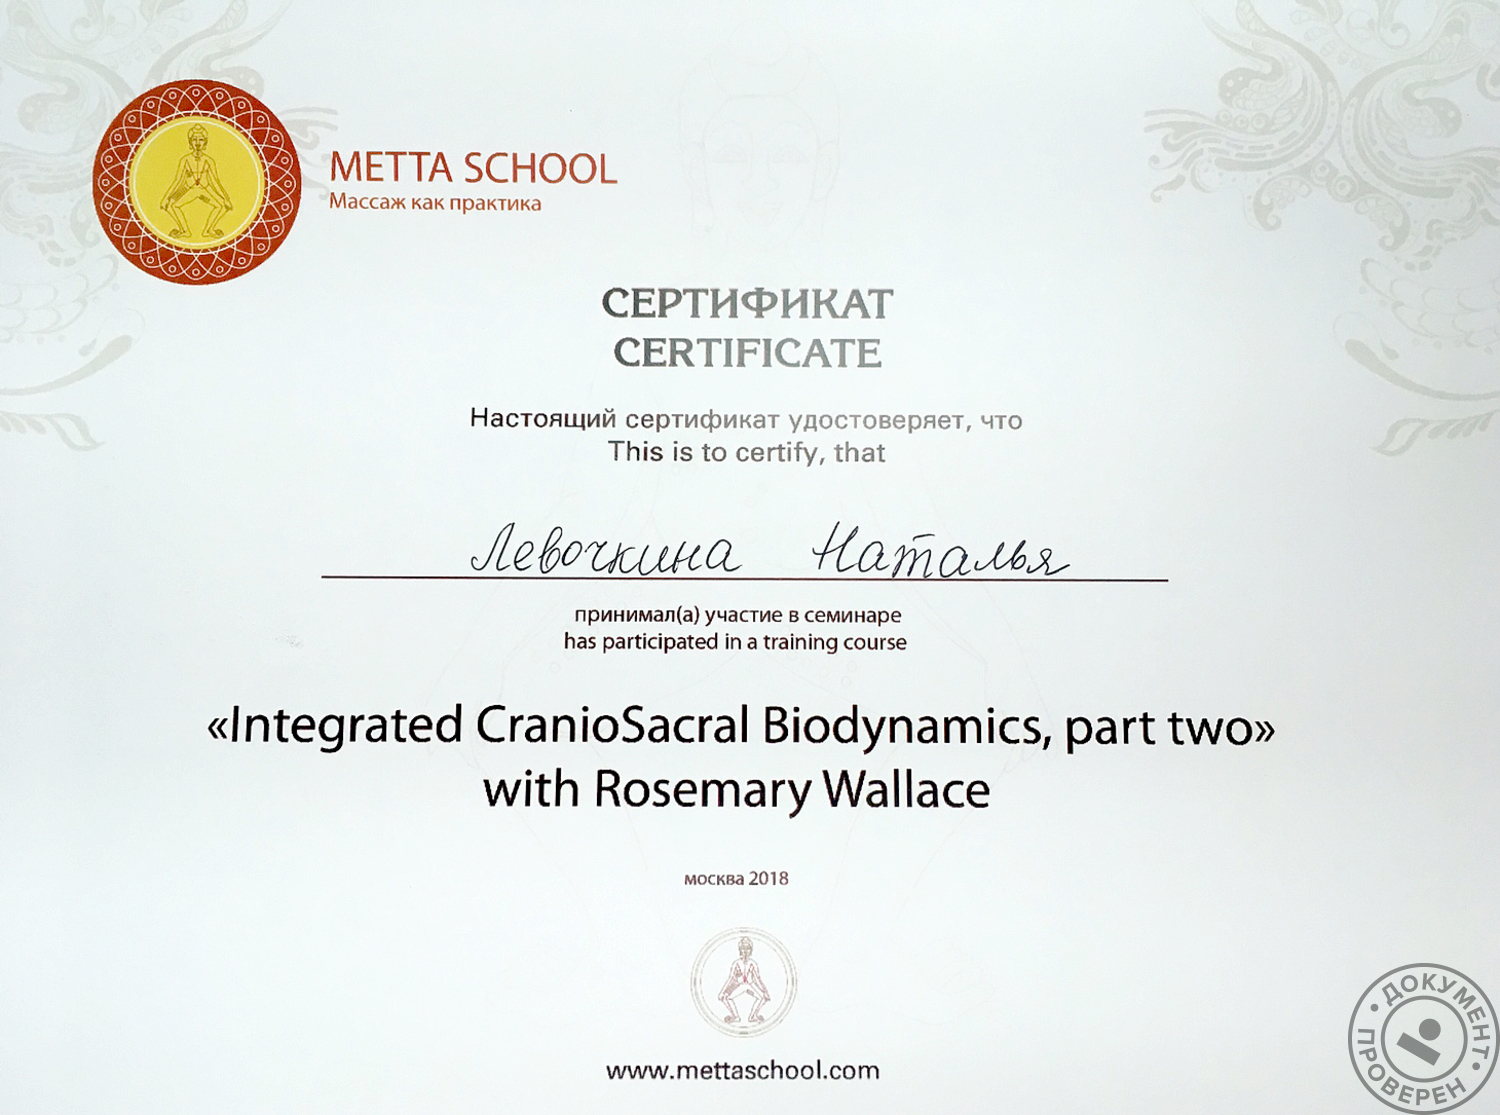 METTA SCHOOL
Массаж как практика
СЕРТИФИКАТ
CERTIFICATE
Настоящий сертификат удостоверяет, что
This is to certify, that
Левочкина Наталья
принимал(а) участие в семинаре
has participated in a training course
«Integrated CranioSacral Biodynamics, part two»
with Rosemary Wallace
москва 2018
www.mettaschool.com
ДОКУМЕНТ
ПРОВЕРЕН